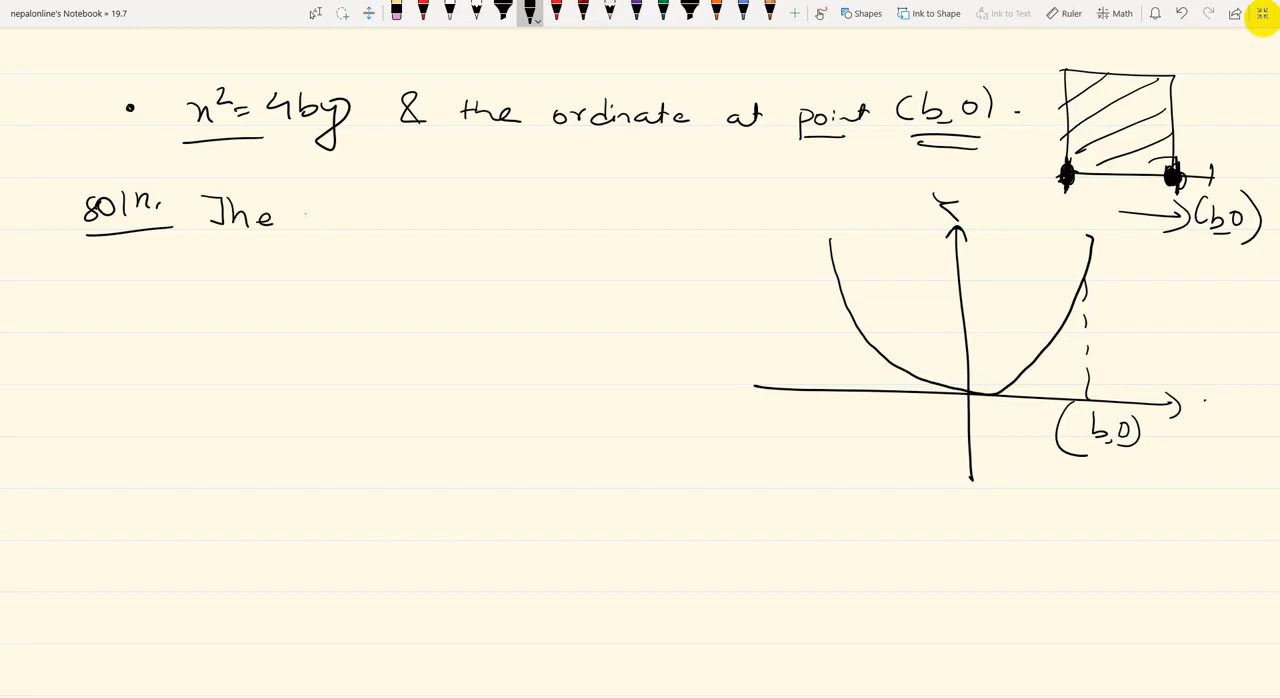 nepalonline's Notebook » 19.7
Shapes Ink to Shape Ink to Text Ruler Math
• x² = 4by & the ordinate at point (b,0).
Soln. The
(b,0)
Y
(b,0)